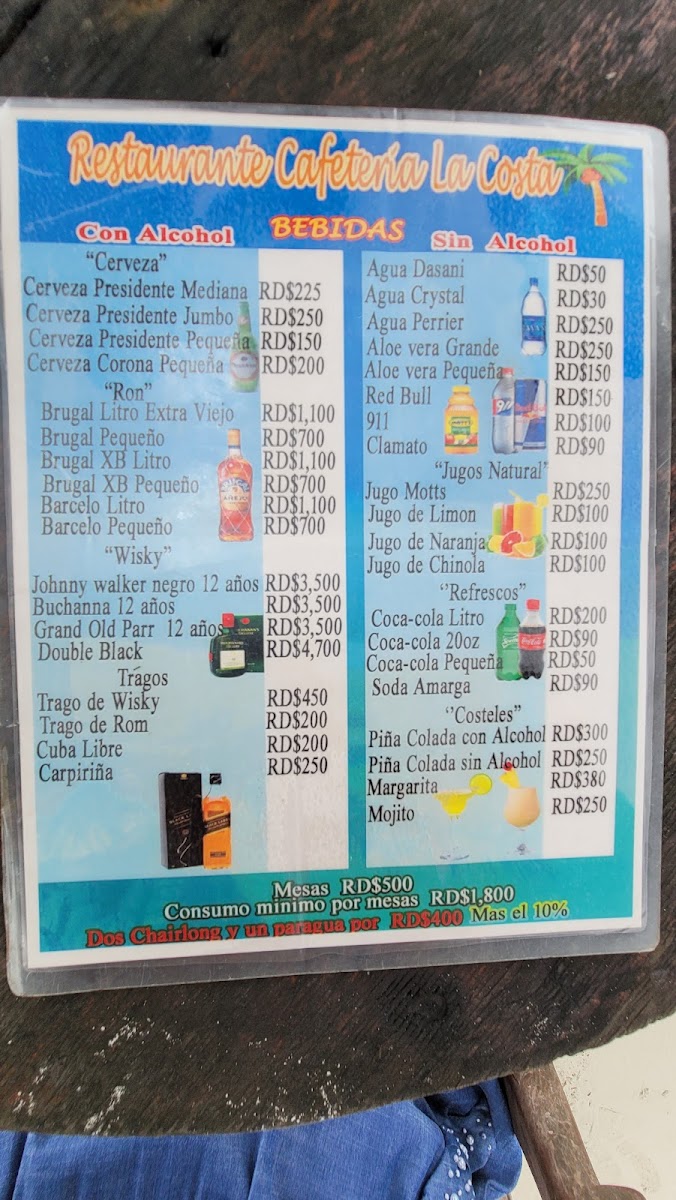 Restaurante Cafetería La Costa
BEBIDAS
Con Alcohol
“Cerveza”
Cerveza Presidente Mediana RD$225
Cerveza Presidente Jumbo RD$250
Cerveza Presidente Pequeña RD$150
Cerveza Corona Pequeña RD$200
“Ron”
Brugal Litro Extra Viejo RD$1,100
Brugal Pequeño RD$700
Brugal XB Litro RD$1,100
Brugal XB Pequeño RD$700
Barcelo Litro RD$1,100
Barcelo Pequeño RD$700
“Wisky”
Johnny walker negro 12 años RD$3,500
Buchanna 12 años RD$3,500
Grand Old Parr 12 años RD$3,500
Double Black RD$4,700
Trágos
Trago de Wisky RD$450
Trago de Rom RD$200
Cuba Libre RD$200
Carpiriña RD$250
Sin Alcohol
Agua Dasani RD$50
Agua Crystal RD$30
Agua Perrier RD$250
Aloe vera Grande RD$250
Aloe vera Pequeña RD$150
Red Bull RD$150
911 RD$100
Clamato RD$90
“Jugos Natural”
Jugo Motts RD$250
Jugo de Limon RD$100
Jugo de Naranja RD$100
Jugo de Chinola RD$100
“Refrescos”
Coca-cola Litro RD$200
Coca-cola 20oz RD$90
Coca-cola Pequeña RD$50
Soda Amarga RD$90
“Costeles”
Piña Colada con Alcohol RD$300
Piña Colada sin Alcohol RD$250
Margarita RD$380
Mojito RD$250
Mesas RD$500
Consumo minimo por mesas RD$1,800
Dos Chairlong y un paragua por RD$400 Mas el 10%